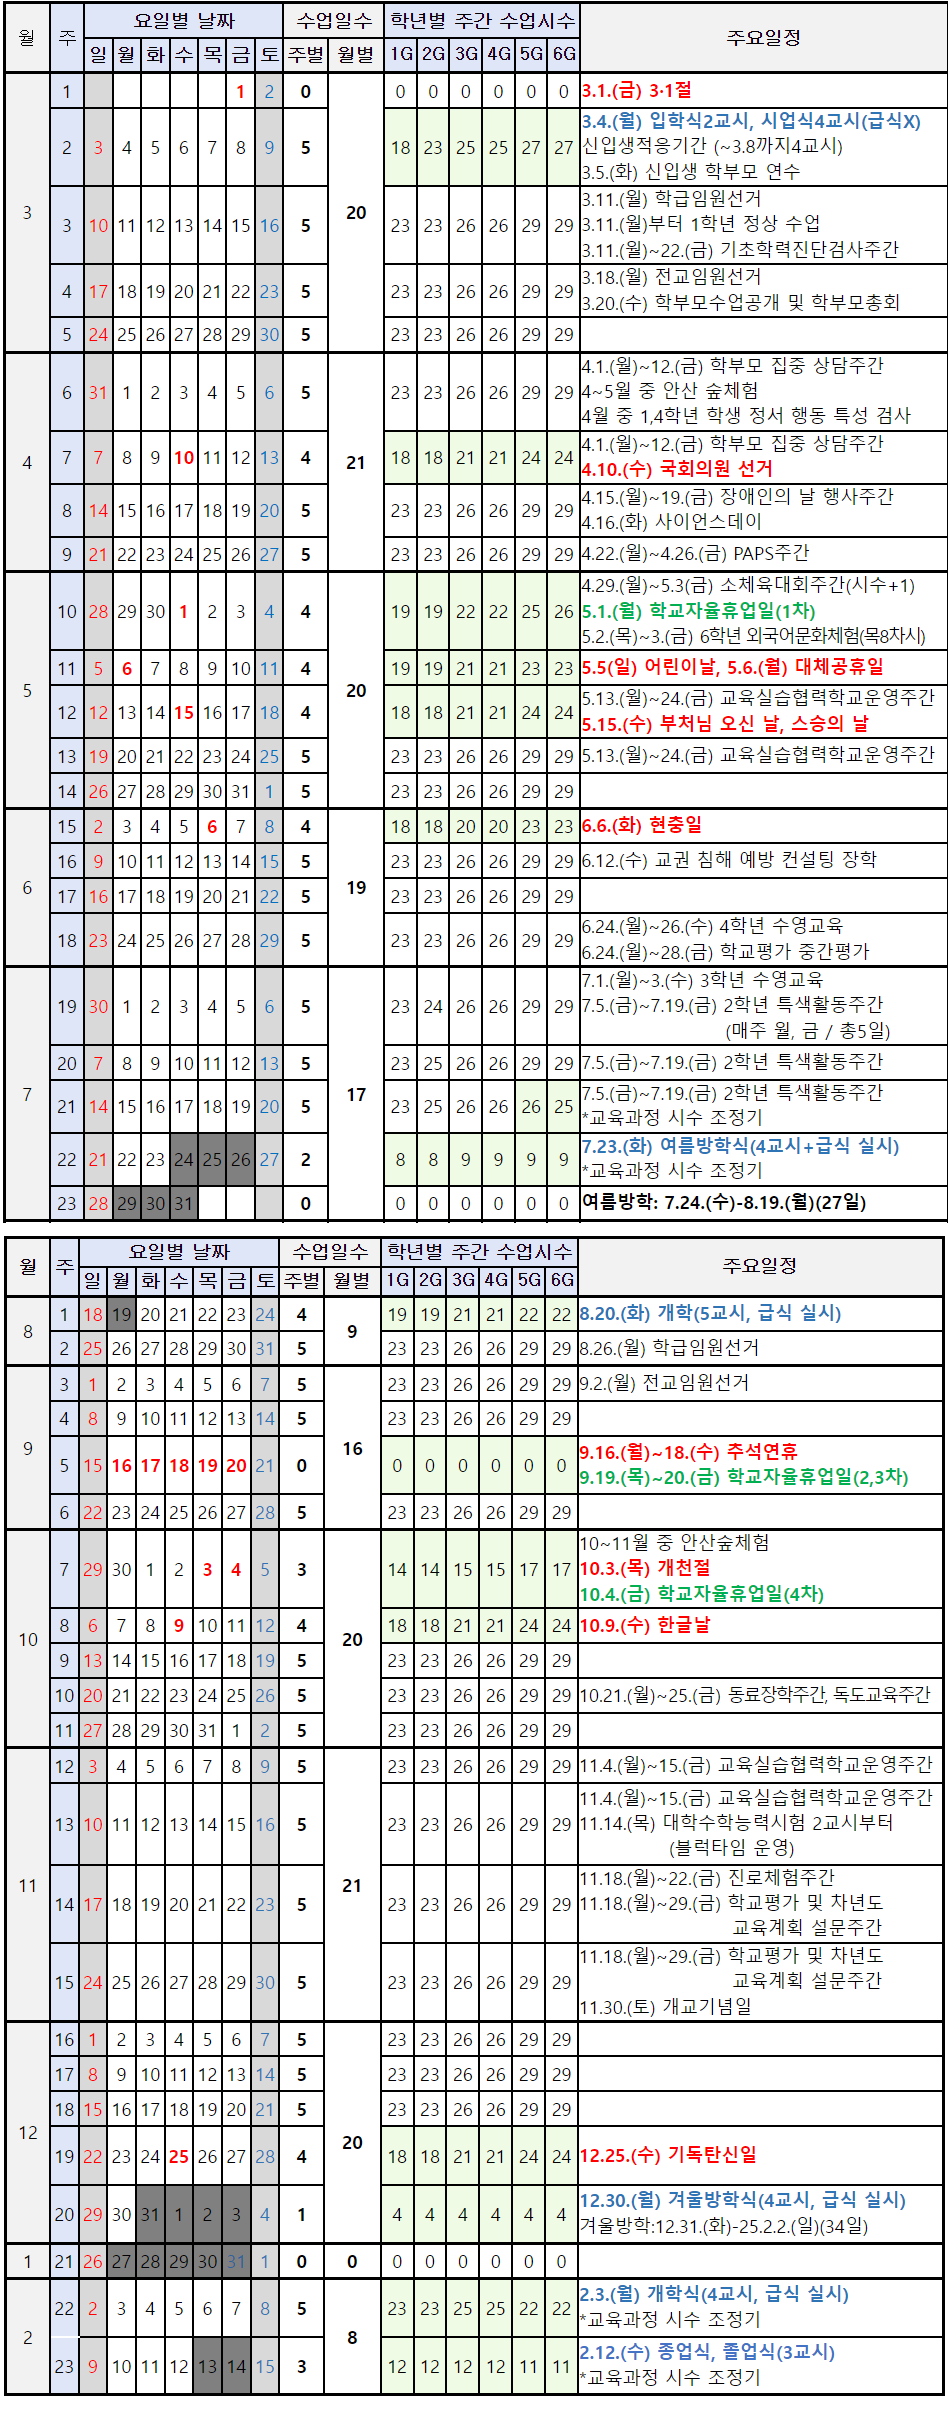 월 주 요일별 날짜 수업일수 학년별 주간 수업시수 주요일정
일 월 화 수 목 금 토 주별 월별 1G 2G 3G 4G 5G 6G
3 1 1 2 0 20 0 0 0 0 0 0 3.1.(금) 3·1절
2 3 4 5 6 7 8 9 5 18 23 25 25 27 27 3.4.(월) 입학식2교시, 시업식4교시(급식X)
신입생적응기간 (~3.8까지4교시)
3.5.(화) 신입생 학부모 연수
3 10 11 12 13 14 15 16 5 23 23 26 26 29 29 3.11.(월) 학급임원선거
3.11.(월)부터 1학년 정상 수업
3.11.(월)~22.(금) 기초학력진단검사주간
4 17 18 19 20 21 22 23 5 23 23 26 26 29 29 3.18.(월) 전교임원선거
3.20.(수) 학부모수업공개 및 학부모총회
5 24 25 26 27 28 29 30 5 23 23 26 26 29 29
4 6 31 1 2 3 4 5 6 5 21 23 23 26 26 29 29 4.1.(월)~12.(금) 학부모 집중 상담주간
4~5월 중 안산 숲체험
4월 중 1,4학년 학생 정서 행동 특성 검사
7 7 8 9 10 11 12 13 4 18 18 21 21 24 24 4.1.(월)~12.(금) 학부모 집중 상담주간
4.10.(수) 국회의원 선거
8 14 15 16 17 18 19 20 5 23 23 26 26 29 29 4.15.(월)~19.(금) 장애인의 날 행사주간
4.16.(화) 사이언스데이
9 21 22 23 24 25 26 27 5 23 23 26 26 29 29 4.22.(월)~4.26.(금) PAPS주간
5 10 28 29 30 1 2 3 4 4 20 19 19 22 22 25 26 4.29.(월)~5.3(금) 소체육대회주간(시수+1)
5.1.(월) 학교자율휴업일(1차)
5.2.(목)~3.(금) 6학년 외국어문화체험(목8차시)
11 5 6 7 8 9 10 11 4 19 19 21 21 23 23 5.5(일) 어린이날, 5.6.(월) 대체공휴일
12 12 13 14 15 16 17 18 4 18 18 21 21 24 24 5.13.(월)~24.(금) 교육실습협력학교운영주간
5.15.(수) 부처님 오신 날, 스승의 날
13 19 20 21 22 23 24 25 5 23 23 26 26 29 29 5.13.(월)~24.(금) 교육실습협력학교운영주간
14 26 27 28 29 30 31 1 5 23 23 26 26 29 29
6 15 2 3 4 5 6 7 8 4 19 18 18 20 20 23 23 6.6.(화) 현충일
16 9 10 11 12 13 14 15 5 23 23 26 26 29 29 6.12.(수) 교권 침해 예방 컨설팅 장학
17 16 17 18 19 20 21 22 5 23 23 26 26 29 29
18 23 24 25 26 27 28 29 5 23 23 26 26 29 29 6.24.(월)~26.(수) 4학년 수영교육
6.24.(월)~28.(금) 학교평가 중간평가
7 19 30 1 2 3 4 5 6 5 17 23 24 26 26 29 29 7.1.(월)~3.(수) 3학년 수영교육
7.5.(금)~7.19.(금) 2학년 특색활동주간
(매주 월, 금 / 총5일)
20 7 8 9 10 11 12 13 5 23 25 26 26 29 29 7.5.(금)~7.19.(금) 2학년 특색활동주간
21 14 15 16 17 18 19 20 5 23 25 26 26 26 25 7.5.(금)~7.19.(금) 2학년 특색활동주간
*교육과정 시수 조정기
22 21 22 23 24 25 26 27 2 8 8 9 9 9 9 7.23.(화) 여름방학식(4교시+급식 실시)
*교육과정 시수 조정기
23 28 29 30 31 0 0 0 0 0 0 0 여름방학: 7.24.(수)-8.19.(월)(27일)
월 주 요일별 날짜 수업일수 학년별 주간 수업시수 주요일정
일 월 화 수 목 금 토 주별 월별 1G 2G 3G 4G 5G 6G
8 1 18 19 20 21 22 23 24 4 9 19 19 21 21 22 22 8.20.(화) 개학(5교시, 급식 실시)
2 25 26 27 28 29 30 31 5 23 23 26 26 29 29 8.26.(월) 학급임원선거
9 3 1 2 3 4 5 6 7 5 16 23 23 26 26 29 29 9.2.(월) 전교임원선거
4 8 9 10 11 12 13 14 5 23 23 26 26 29 29
5 15 16 17 18 19 20 21 0 0 0 0 0 0 0 9.16.(월)~18.(수) 추석연휴
9.19.(목)~20.(금) 학교자율휴업일(2,3차)
6 22 23 24 25 26 27 28 5 23 23 26 26 29 29
10 7 29 30 1 2 3 4 5 3 20 14 14 15 15 17 17 10~11월 중 안산숲체험
10.3.(목) 개천절
10.4.(금) 학교자율휴업일(4차)
8 6 7 8 9 10 11 12 4 18 18 21 21 24 24 10.9.(수) 한글날
9 13 14 15 16 17 18 19 5 23 23 26 26 29 29
10 20 21 22 23 24 25 26 5 23 23 26 26 29 29 10.21.(월)~25.(금) 동료장학주간, 독도교육주간
11 27 28 29 30 31 1 2 5 23 23 26 26 29 29
11 12 3 4 5 6 7 8 9 5 21 23 23 26 26 29 29 11.4.(월)~15.(금) 교육실습협력학교운영주간
13 10 11 12 13 14 15 16 5 23 23 26 26 29 29 11.4.(월)~15.(금) 교육실습협력학교운영주간
11.14.(목) 대학수학능력시험 2교시부터
(블럭타임 운영)
14 17 18 19 20 21 22 23 5 23 23 26 26 29 29 11.18.(월)~22.(금) 진로체험주간
11.18.(월)~29.(금) 학교평가 및 차년도
교육계획 설문주간
15 24 25 26 27 28 29 30 5 23 23 26 26 29 29 11.18.(월)~29.(금) 학교평가 및 차년도
교육계획 설문주간
11.30.(토) 개교기념일
12 16 1 2 3 4 5 6 7 5 20 23 23 26 26 29 29
17 8 9 10 11 12 13 14 5 23 23 26 26 29 29
18 15 16 17 18 19 20 21 5 23 23 26 26 29 29
19 22 23 24 25 26 27 28 4 18 18 21 21 24 24 12.25.(수) 기독탄신일
20 29 30 31 1 2 3 4 1 4 4 4 4 4 4 12.30.(월) 겨울방학식(4교시, 급식 실시)
겨울방학:12.31.(화)-25.2.2.(일)(34일)
1 21 26 27 28 29 30 31 1 0 0 0 0 0 0 0 0
2 22 2 3 4 5 6 7 8 5 8 23 23 25 25 22 22 2.3.(월) 개학식(4교시, 급식 실시)
*교육과정 시수 조정기
23 9 10 11 12 13 14 15 3 12 12 12 12 11 11 2.12.(수) 종업식, 졸업식(3교시)
*교육과정 시수 조정기